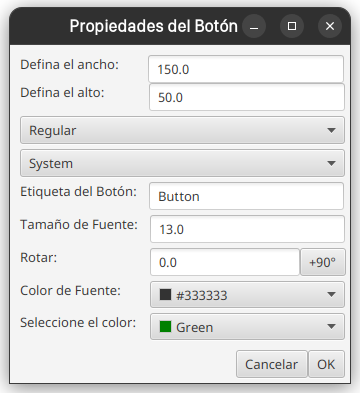 Propiedades del Botón
Defina el ancho: 150.0
Defina el alto: 50.0
Regular
System
Etiqueta del Botón: Button
Tamaño de Fuente: 13.0
Rotar: 0.0 +90°
Color de Fuente: #333333
Seleccione el color: Green
Cancelar OK